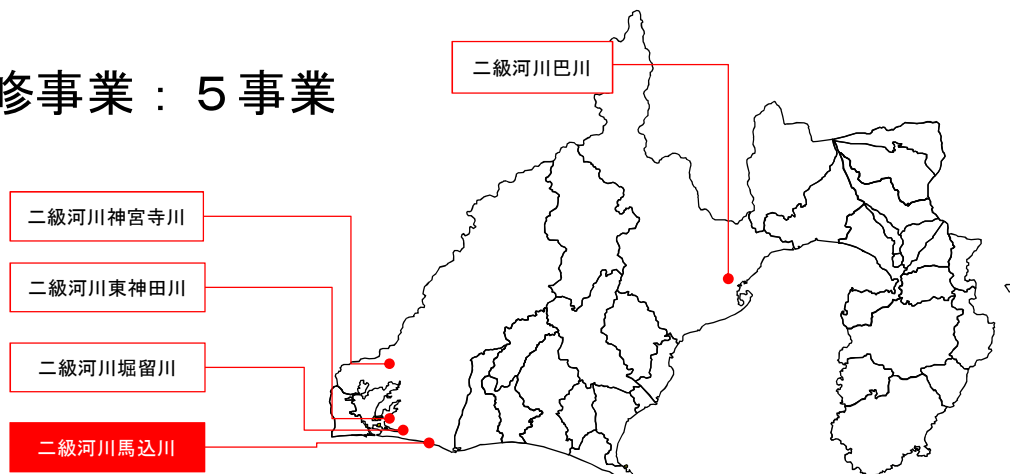 修事業：５事業
二級河川巴川
二級河川神宮寺川
二級河川東神田川
二級河川堀留川
二級河川馬込川